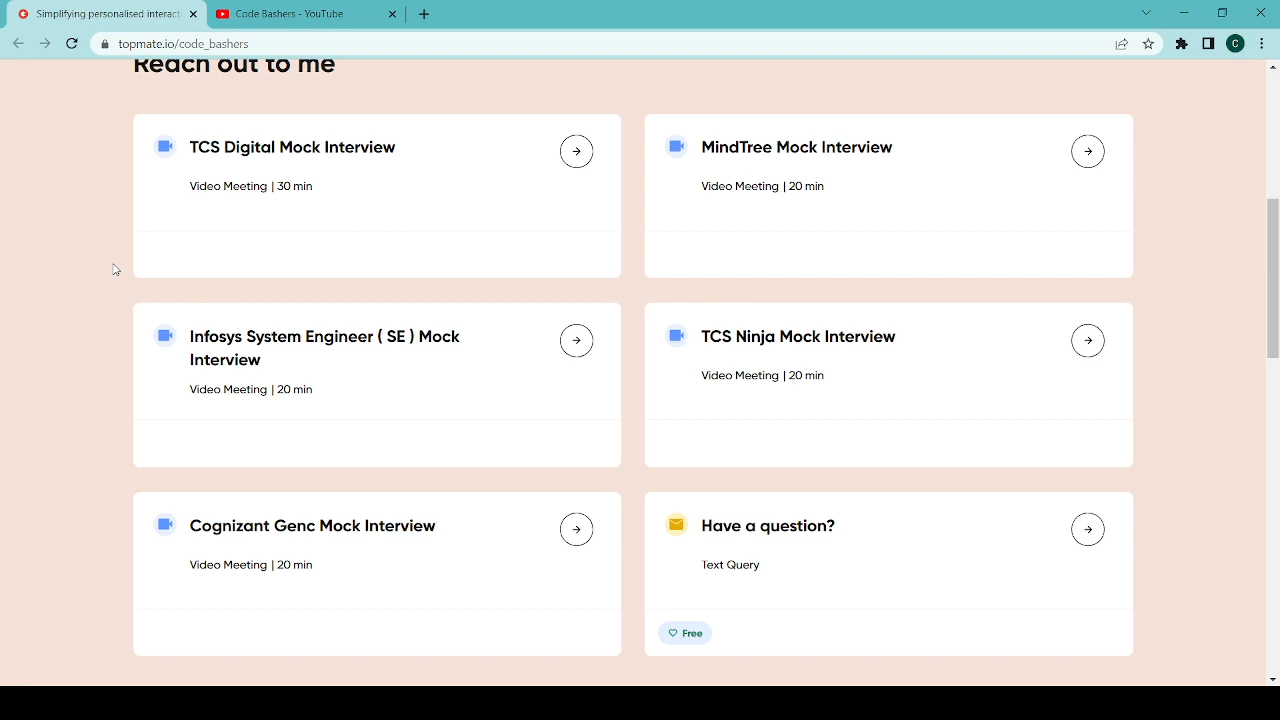 Simplifying personalised interact
Code Bashers - YouTube
topmate.io/code_bashers
C
Reach out to me
TCS Digital Mock Interview
Video Meeting | 30 min
MindTree Mock Interview
Video Meeting | 20 min
Infosys System Engineer ( SE ) Mock
Interview
Video Meeting | 20 min
TCS Ninja Mock Interview
Video Meeting | 20 min
Cognizant Genc Mock Interview
Video Meeting | 20 min
Have a question?
Text Query
Free